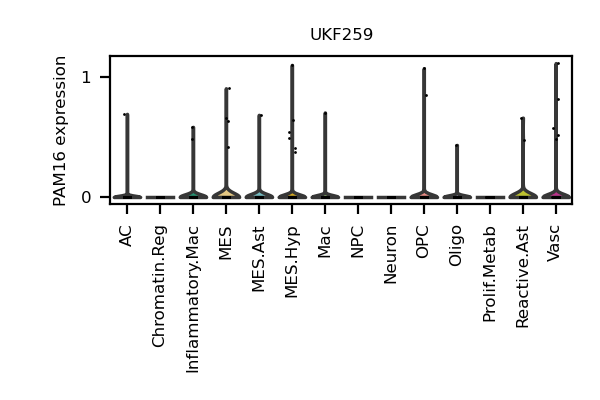 UKF259
PAM16 expression
1
0
AC
Chromatin.Reg
Inflammatory.Mac
MES
MES.Ast
MES.Hyp
Mac
NPC
Neuron
OPC
Oligo
Prolif.Metab
Reactive.Ast
Vasc